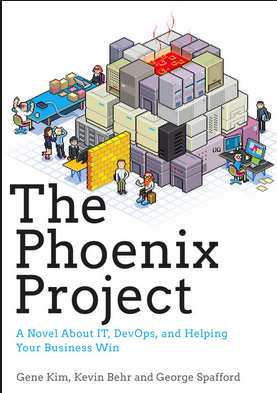 The
Phoenix
Project
A Novel About IT, DevOps, and Helping
Your Business Win
Gene Kim, Kevin Behr and George Spafford